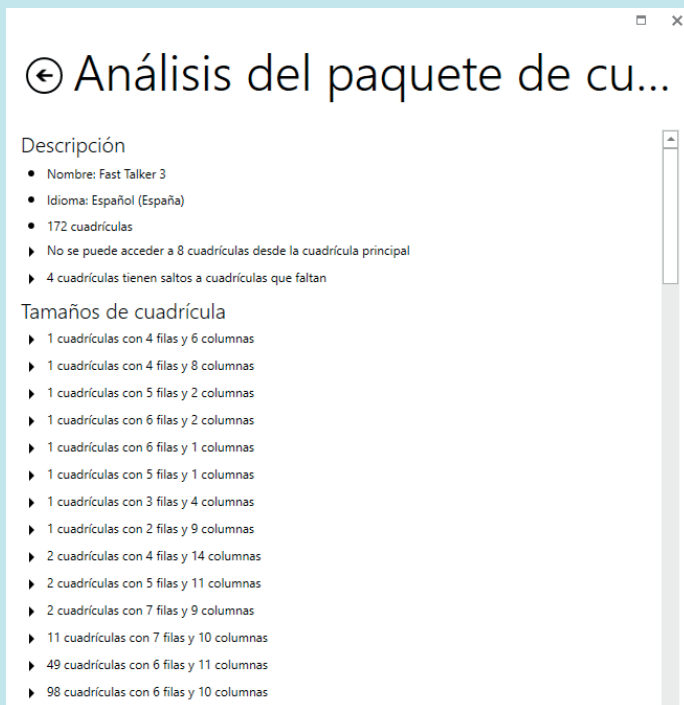 Análisis del paquete de cu...
Descripción
Nombre: Fast Talker 3
Idioma: Español (España)
172 cuadrículas
No se puede acceder a 8 cuadrículas desde la cuadrícula principal
4 cuadrículas tienen saltos a cuadrículas que faltan
Tamaños de cuadrícula
1 cuadrículas con 4 filas y 6 columnas
1 cuadrículas con 4 filas y 8 columnas
1 cuadrículas con 5 filas y 2 columnas
1 cuadrículas con 6 filas y 2 columnas
1 cuadrículas con 6 filas y 1 columnas
1 cuadrículas con 5 filas y 1 columnas
1 cuadrículas con 3 filas y 4 columnas
1 cuadrículas con 2 filas y 9 columnas
2 cuadrículas con 4 filas y 14 columnas
2 cuadrículas con 5 filas y 11 columnas
2 cuadrículas con 7 filas y 9 columnas
11 cuadrículas con 7 filas y 10 columnas
49 cuadrículas con 6 filas y 11 columnas
98 cuadrículas con 6 filas y 10 columnas